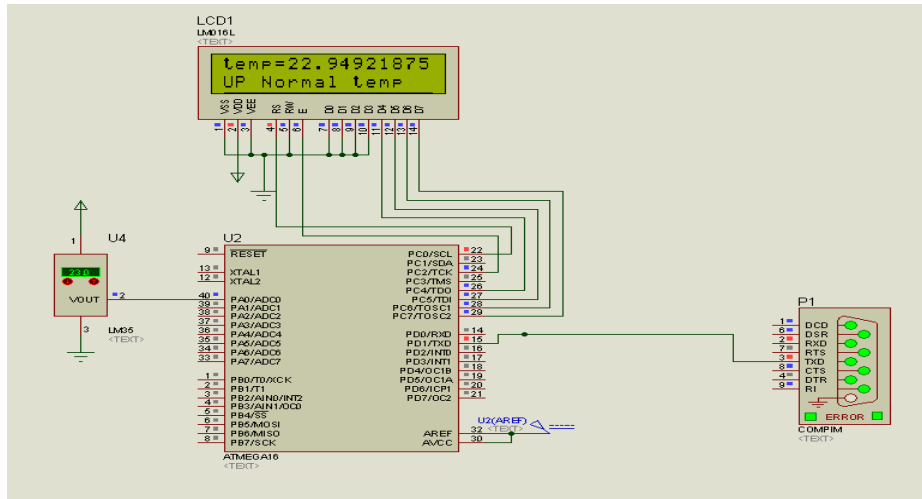 LCD1
LM016L
<TEXT>
temp=22.94921875
UP Normal temp
VSS VDD VEE RS RW E D0 D1 D2 D3 D4 D5 D6 D7
1 2 3 4 5 6 7 8 9 10 11 12 13 14
U4
1
23.0
VOUT 2
3
LM35
<TEXT>
U2
9 RESET PC0/SCL 22
PC1/SDA 23
13 XTAL1 PC2/TCK 24
12 XTAL2 PC3/TMS 25
PC4/TDO 26
40 PA0/ADC0 PC5/TDI 27
39 PA1/ADC1 PC6/TOSC1 28
38 PA2/ADC2 PC7/TOSC2 29
37 PA3/ADC3
36 PA4/ADC4 PD0/RXD 14
35 PA5/ADC5 PD1/TXD 15
34 PA6/ADC6 PD2/INT0 16
33 PA7/ADC7 PD3/INT1 17
PD4/OC1B 18
1 PB0/T0/XCK PD5/OC1A 19
2 PB1/T1 PD6/ICP1 20
3 PB2/AIN0/INT2 PD7/OC2 21
4 PB3/AIN1/OC0
5 PB4/SS
6 PB5/MOSI
7 PB6/MISO AREF 32
8 PB7/SCK AVCC 30
ATMEGA16
<TEXT>
U2(AREF)
<TEXT>
P1
1 DCD
6 DSR
2 RXD
7 RTS
3 TXD
8 CTS
4 DTR
9 RI
ERROR
COMPIM
<TEXT>